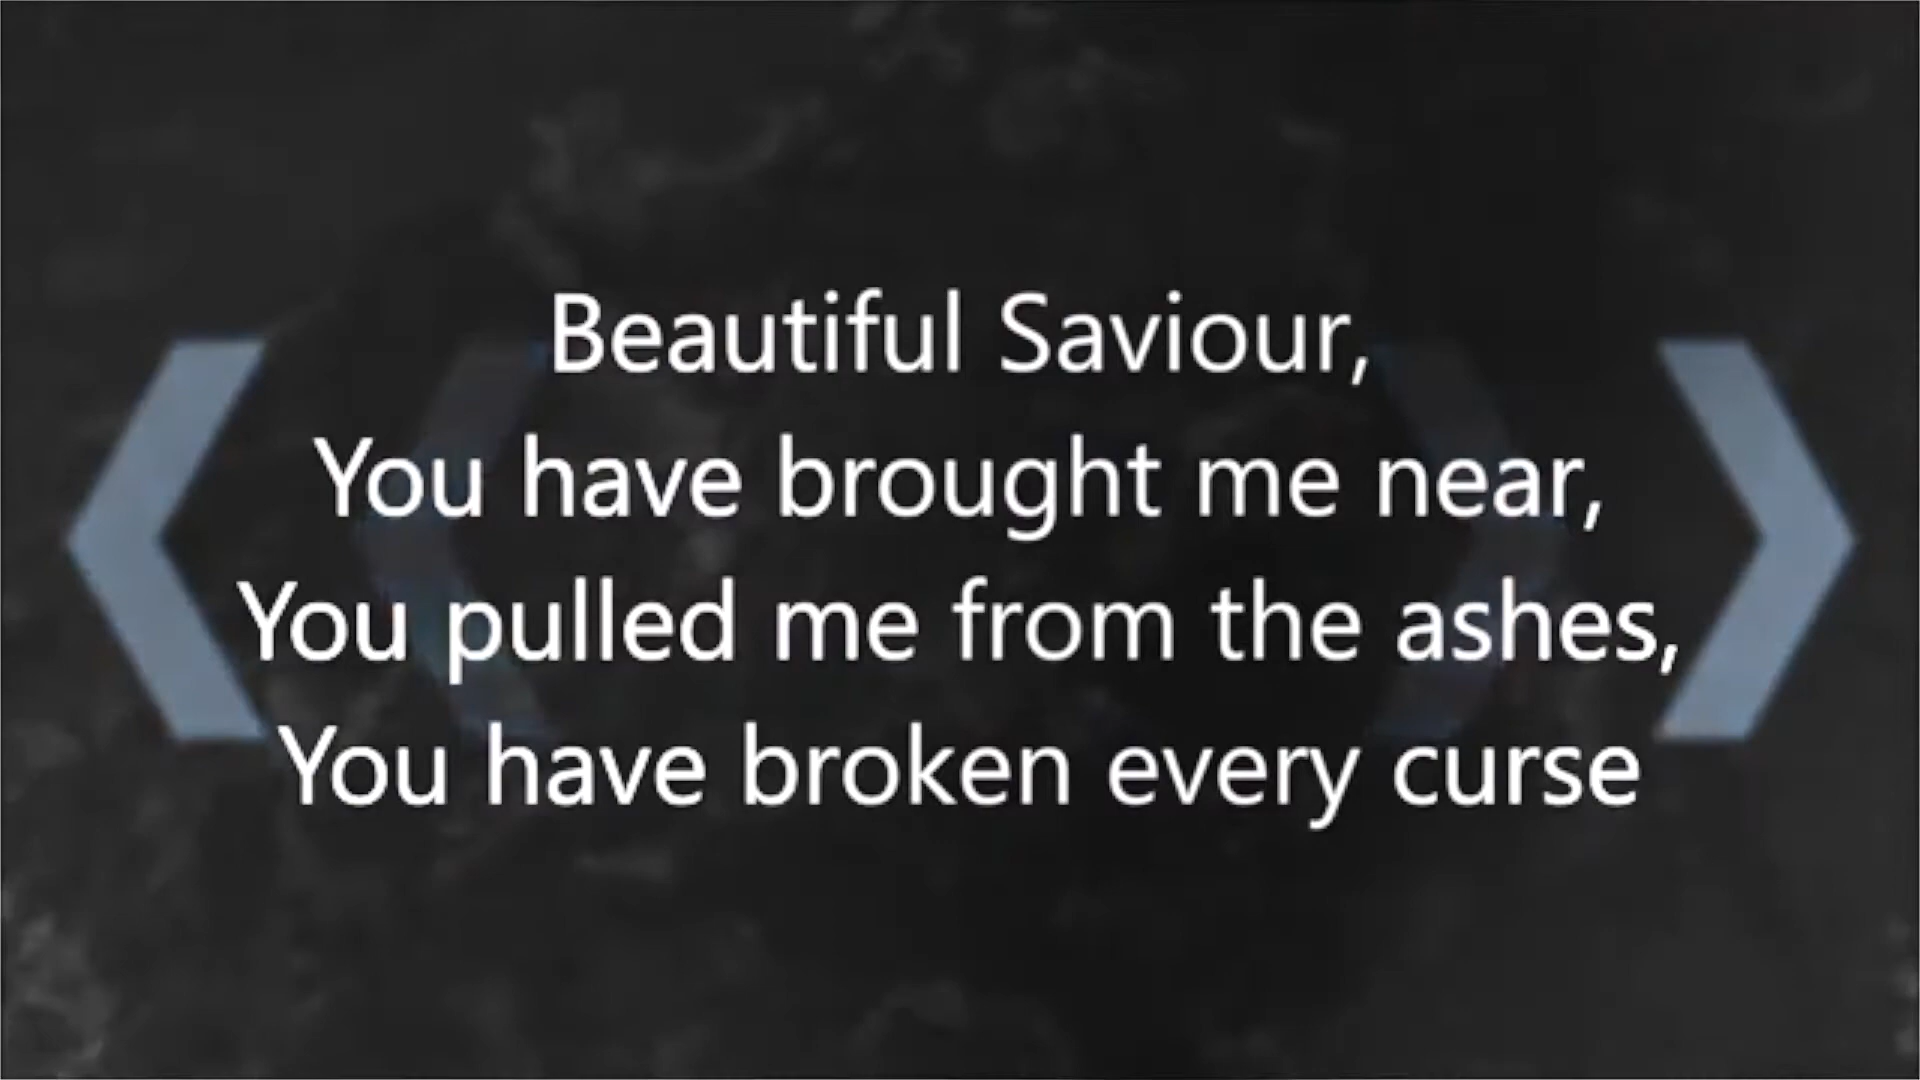 Beautiful Saviour,
You have brought me near,
You pulled me from the ashes,
You have broken every curse